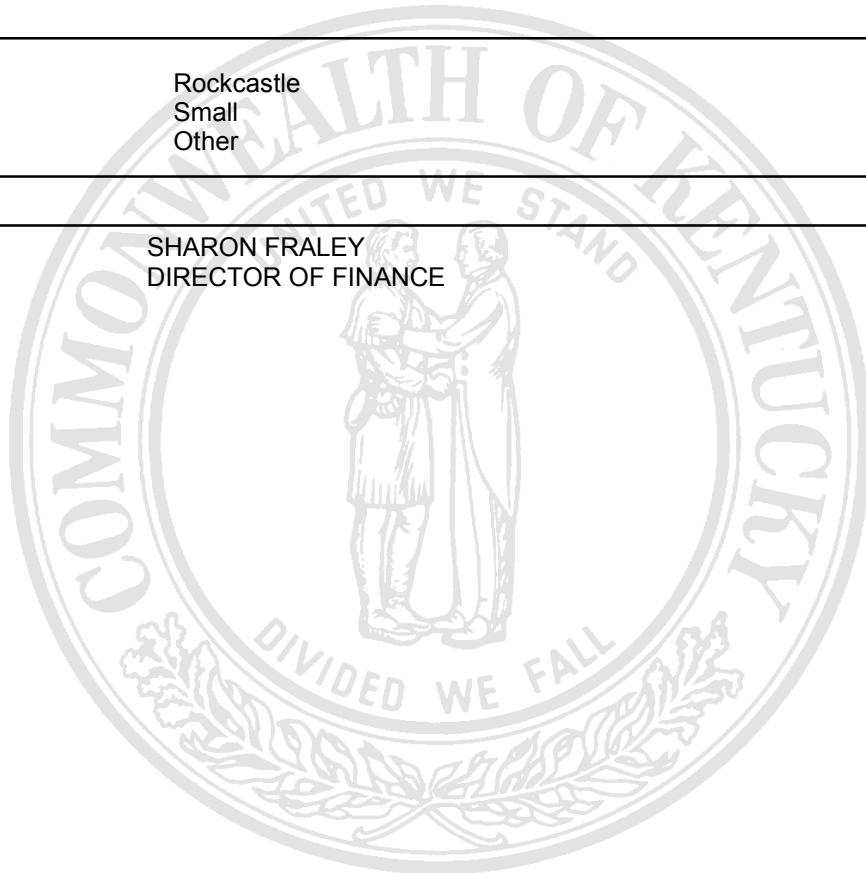 Rockcastle
Small
Other
SHARON FRALEY
DIRECTOR OF FINANCE
COMMONWEALTH OF KENTUCKY
UNITED WE STAND
DIVIDED WE FALL